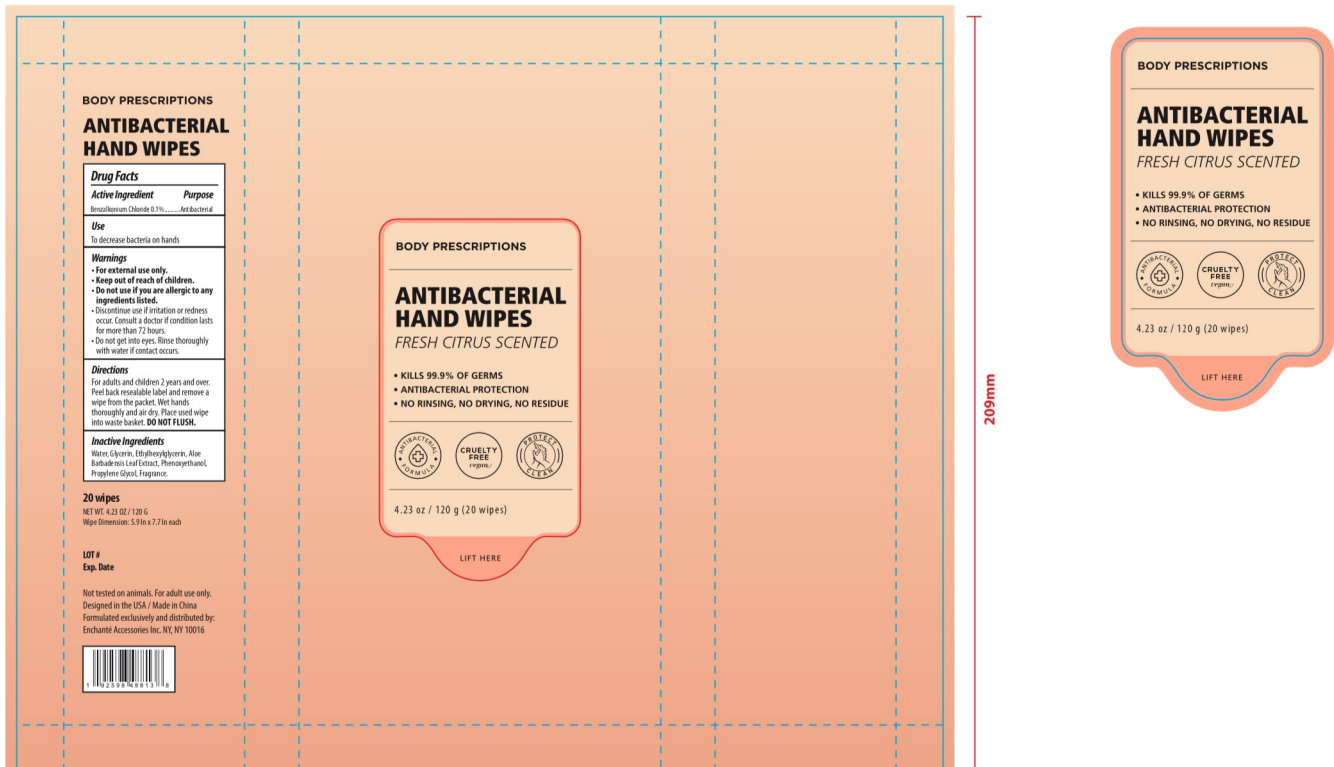 BODY PRESCRIPTIONS
ANTIBACTERIAL
HAND WIPES
Drug Facts
Active Ingredient Purpose
Benzalkonium Chloride 0.1%..........Antibacterial
Use
To decrease bacteria on hands
Warnings
• For external use only.
• Keep out of reach of children.
• Do not use if you are allergic to any
ingredients listed.
• Discontinue use if irritation or redness
occur. Consult a doctor if condition lasts
for more than 72 hours.
• Do not get into eyes. Rinse thoroughly
with water if contact occurs.
Directions
For adults and children 2 years and over.
Peel back resealable label and remove a
wipe from the packet. Wet hands
thoroughly and air dry. Place used wipe
into waste basket. DO NOT FLUSH.
Inactive Ingredients
Water, Glycerin, Ethylhexylglycerin, Aloe
Barbadensis Leaf Extract, Phenoxyethanol,
Propylene Glycol, Fragrance.
20 wipes
NET WT. 4.23 OZ / 120 G
Wipe Dimension: 5.9 In x 7.7 In each
LOT #
Exp. Date
Not tested on animals. For adult use only.
Designed in the USA / Made in China
Formulated exclusively and distributed by:
Enchanté Accessories Inc. NY, NY 10016
1 92598 48813 8
BODY PRESCRIPTIONS
ANTIBACTERIAL
HAND WIPES
FRESH CITRUS SCENTED
• KILLS 99.9% OF GERMS
• ANTIBACTERIAL PROTECTION
• NO RINSING, NO DRYING, NO RESIDUE
ANTIBACTERIAL
FORMULA
CRUELTY
FREE
vegan
PROTECT
CLEAN
4.23 oz / 120 g (20 wipes)
LIFT HERE
209mm
BODY PRESCRIPTIONS
ANTIBACTERIAL
HAND WIPES
FRESH CITRUS SCENTED
• KILLS 99.9% OF GERMS
• ANTIBACTERIAL PROTECTION
• NO RINSING, NO DRYING, NO RESIDUE
ANTIBACTERIAL
FORMULA
CRUELTY
FREE
vegan
PROTECT
CLEAN
4.23 oz / 120 g (20 wipes)
LIFT HERE